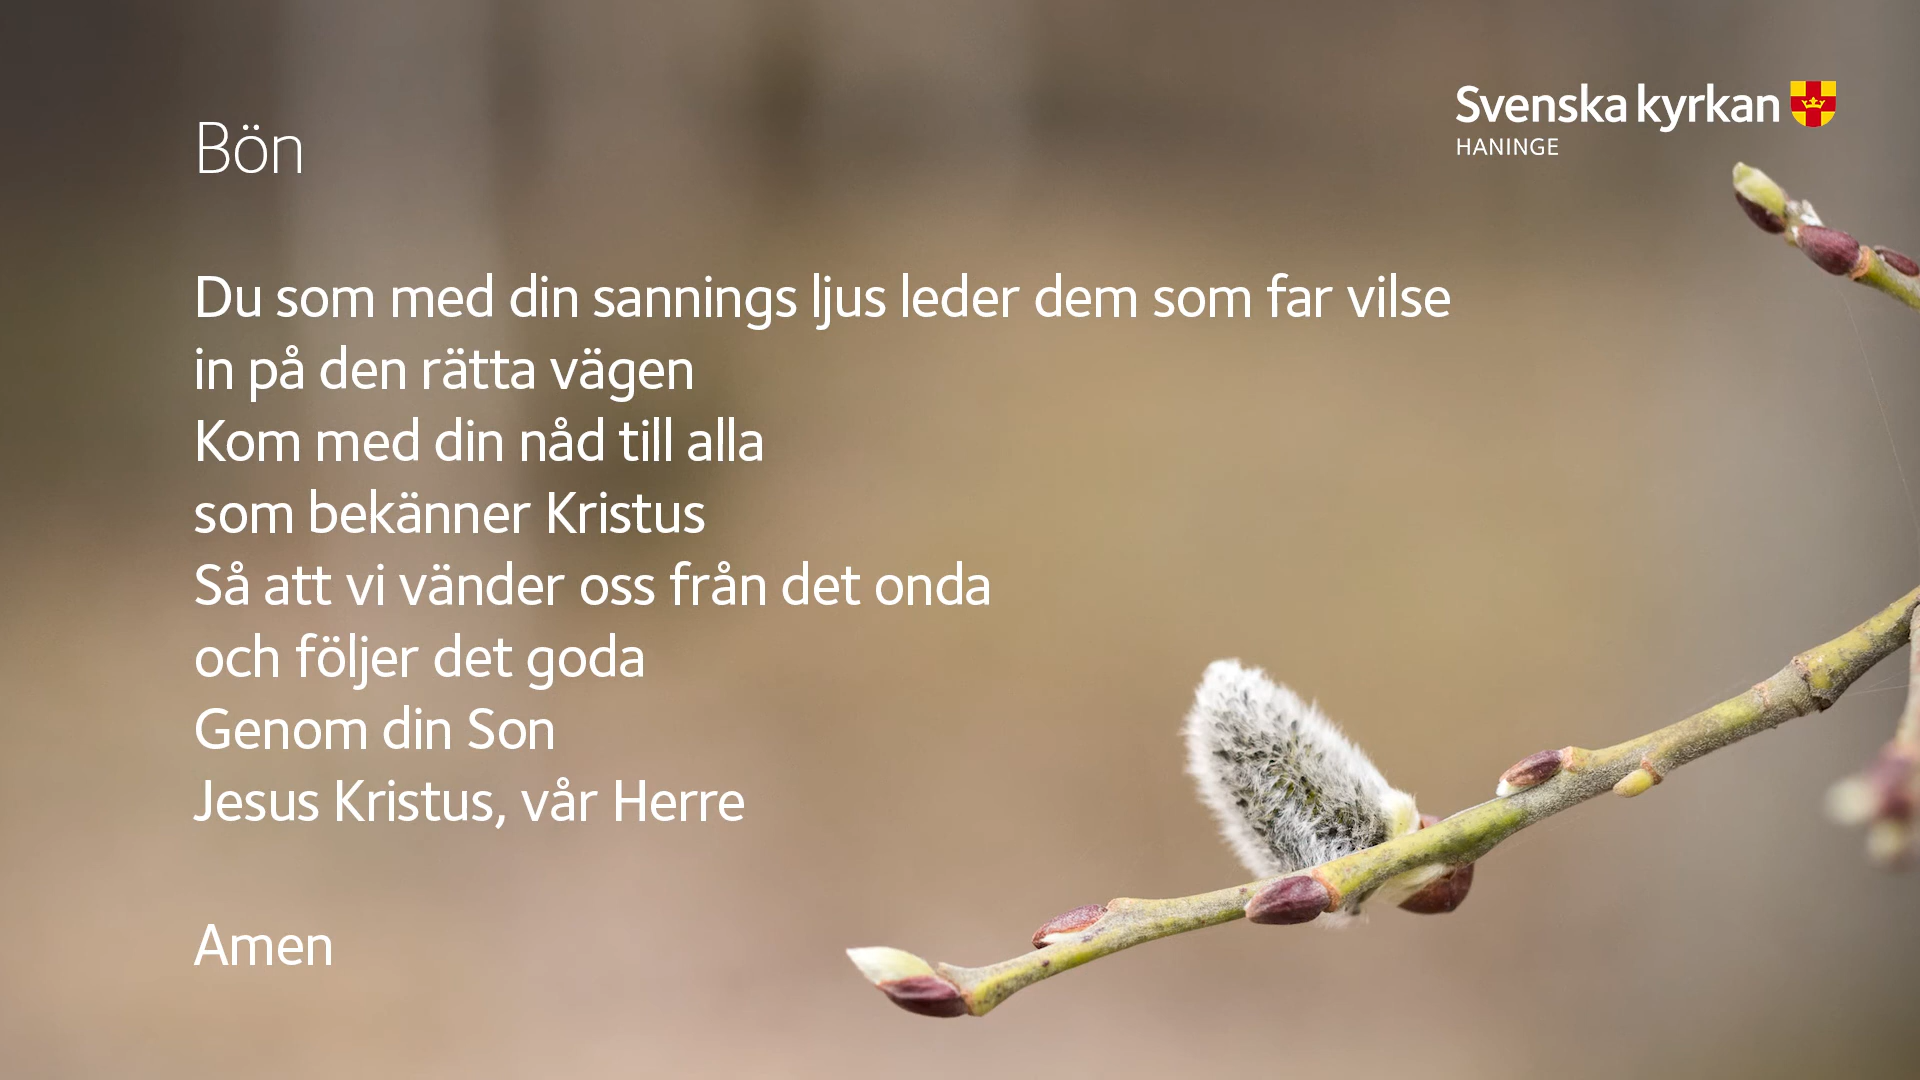 Svenska kyrkan
HANINGE
Bön
Du som med din sannings ljus leder dem som far vilse
in på den rätta vägen
Kom med din nåd till alla
som bekänner Kristus
Så att vi vänder oss från det onda
och följer det goda
Genom din Son
Jesus Kristus, vår Herre
Amen